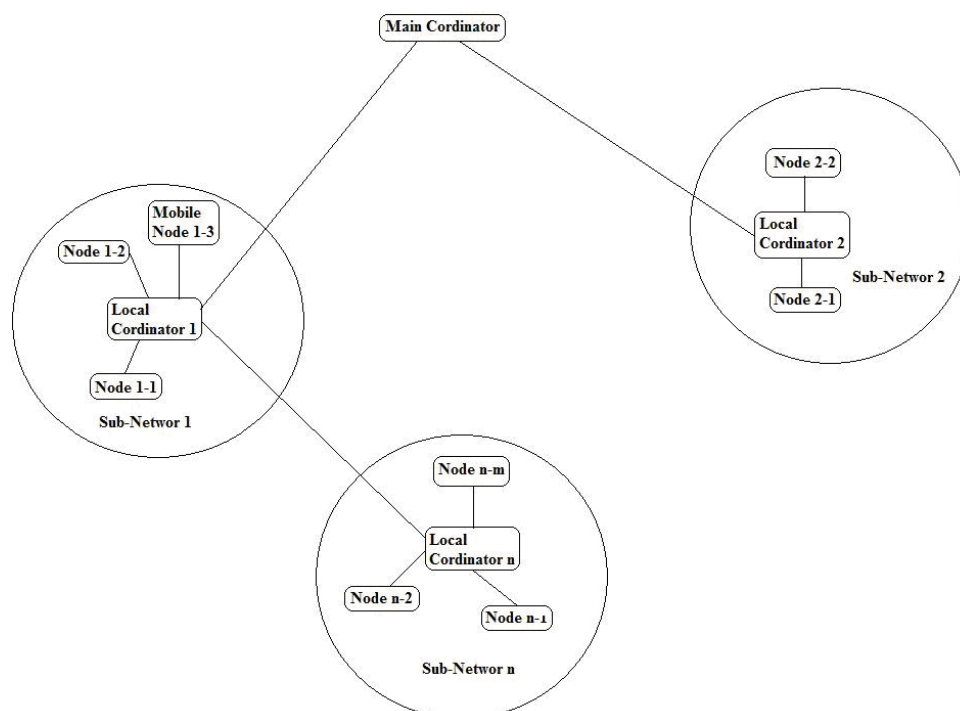 Main Cordinator
Node 2-2
Local
Cordinator 2
Sub-Networ 2
Node 2-1
Mobile
Node 1-3
Node 1-2
Local
Cordinator 1
Node 1-1
Sub-Networ 1
Node n-m
Local
Cordinator n
Node n-2
Node n-1
Sub-Networ n